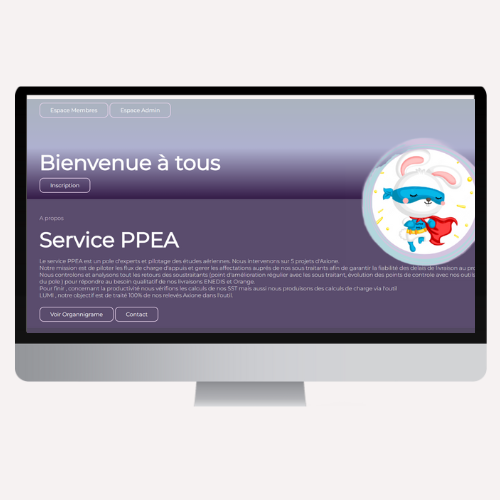 Espace Membres Espace Admin
Bienvenue à tous
Inscription
A propos
Service PPEA
Le service PPEA est un pole d'experts et pilotage des études aériennes. Nous intervenons sur 5 projets d'Axione.
Notre mission est de piloter les flux de charge d'appuis et gerer les affectations auprès de nos sous traitants afin de garantir la fiabilité des délais de livraison au
Nous controlons et analysons tout les retours des soustraitants (point d'amélioration régulier avec les sous traitant, évolution des points de controle avec nos
du pole) pour répondre au besoin qualitatif de nos livraisons ENEDIS et Orange.
Pour finir, concernant la productivité nous vérifions les calculs de nos SST mais aussi nous produisons des calculs de charge via l'outil
LUMI, notre objectif est de traité 100% de nos relevés Axione dans l'outil.
Voir Organnigrame Contact